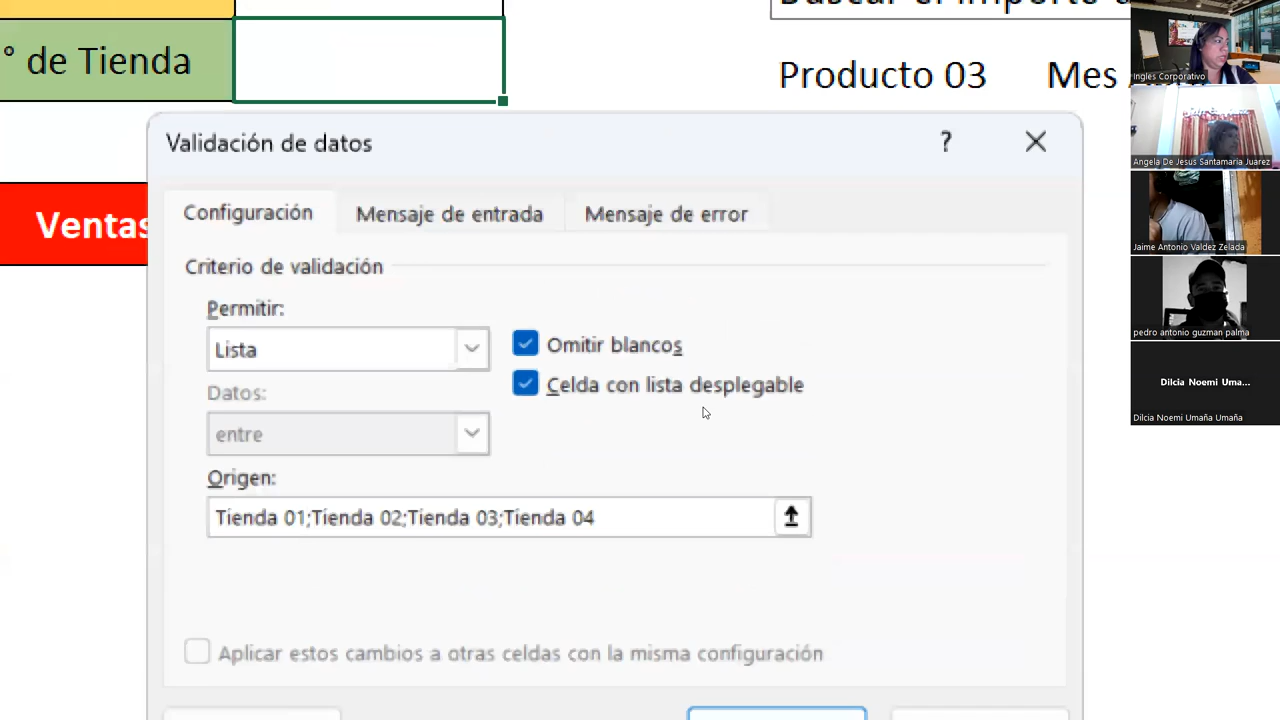 ° de Tienda
Producto 03 Mes
Validación de datos
?
Ventas
Configuración
Mensaje de entrada
Mensaje de error
Criterio de validación
Permitir:
Lista
Omitir blancos
Celda con lista desplegable
Datos:
entre
Origen:
Tienda 01;Tienda 02;Tienda 03;Tienda 04
Aplicar estos cambios a otras celdas con la misma configuración
Ingles Corporativo
Angela De Jesus Santamaría Juarez
Jaime Antonio Valdez Zelada
pedro antonio guzman palma
Dilcia Noemi Uma...
Dilcia Noemi Umaña Umaña